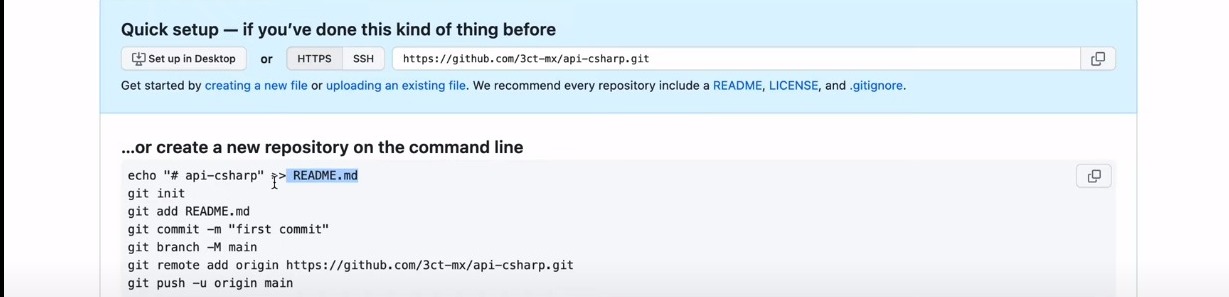 Quick setup — if you've done this kind of thing before
Set up in Desktop or HTTPS SSH https://github.com/3ct-mx/api-csharp.git
Get started by creating a new file or uploading an existing file. We recommend every repository include a README, LICENSE, and .gitignore.
...or create a new repository on the command line
echo "# api-csharp" >> README.md
git init
git add README.md
git commit -m "first commit"
git branch -M main
git remote add origin https://github.com/3ct-mx/api-csharp.git
git push -u origin main